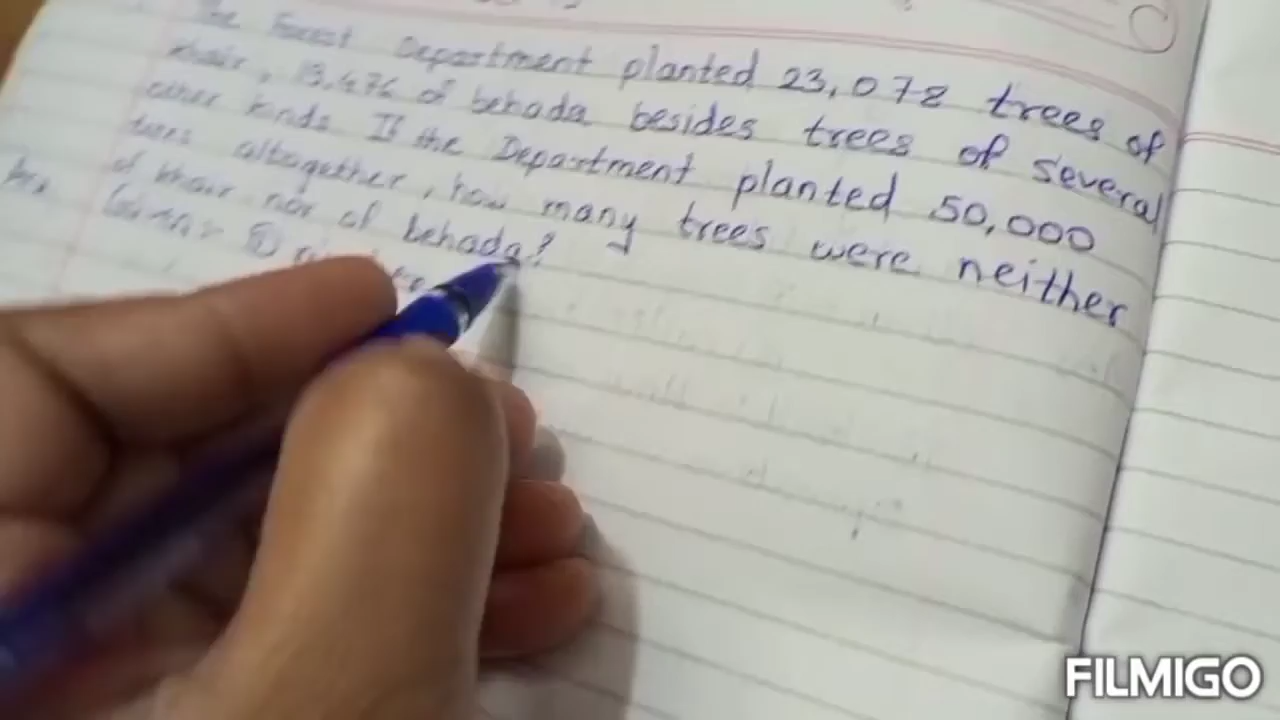 The Forest Department planted 23,078 trees of
khair, 13,476 of behada besides trees of several
other kinds. If the Department planted 50,000
trees altogether, how many trees were neither
of khair nor of behada?
Given:- ①
FILMIGO